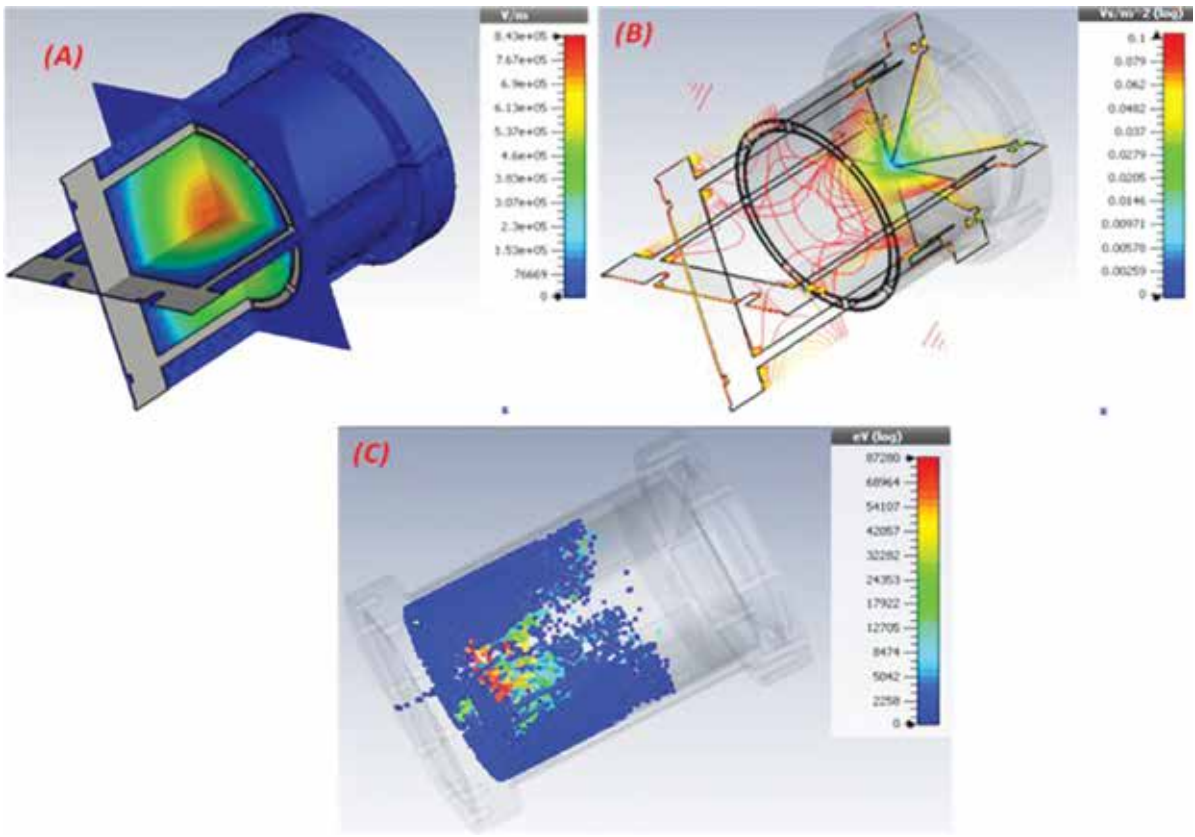 (A)
V/m
8.43e+05
7.67e+05
6.9e+05
6.13e+05
5.37e+05
4.6e+05
3.83e+05
3.07e+05
2.3e+05
1.53e+05
76669
0
(B)
Vs/m^2 (log)
0.1
0.079
0.062
0.0482
0.037
0.0279
0.0205
0.0146
0.00971
0.00578
0.00259
0
(C)
eV (log)
87280
68964
54107
42057
32282
24353
17922
12705
8474
5042
2258
0